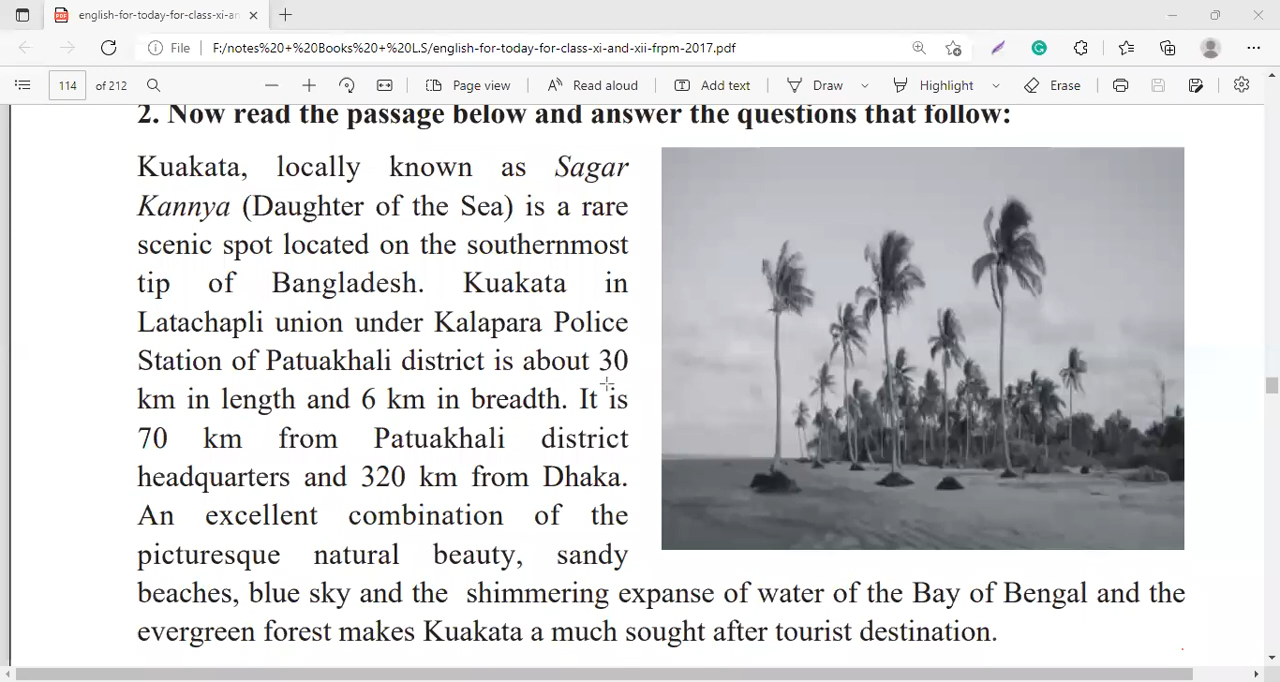 english-for-today-for-class-xi-an
File F:/notes%20+%20Books%20+%20L.S/english-for-today-for-class-xi-and-xii-frpm-2017.pdf
114 of 212 Page view Read aloud Add text Draw Highlight Erase
2. Now read the passage below and answer the questions that follow:
Kuakata, locally known as Sagar
Kannya (Daughter of the Sea) is a rare
scenic spot located on the southernmost
tip of Bangladesh. Kuakata in
Latachapli union under Kalapara Police
Station of Patuakhali district is about 30
km in length and 6 km in breadth. It is
70 km from Patuakhali district
headquarters and 320 km from Dhaka.
An excellent combination of the
picturesque natural beauty, sandy
beaches, blue sky and the shimmering expanse of water of the Bay of Bengal and the
evergreen forest makes Kuakata a much sought after tourist destination.